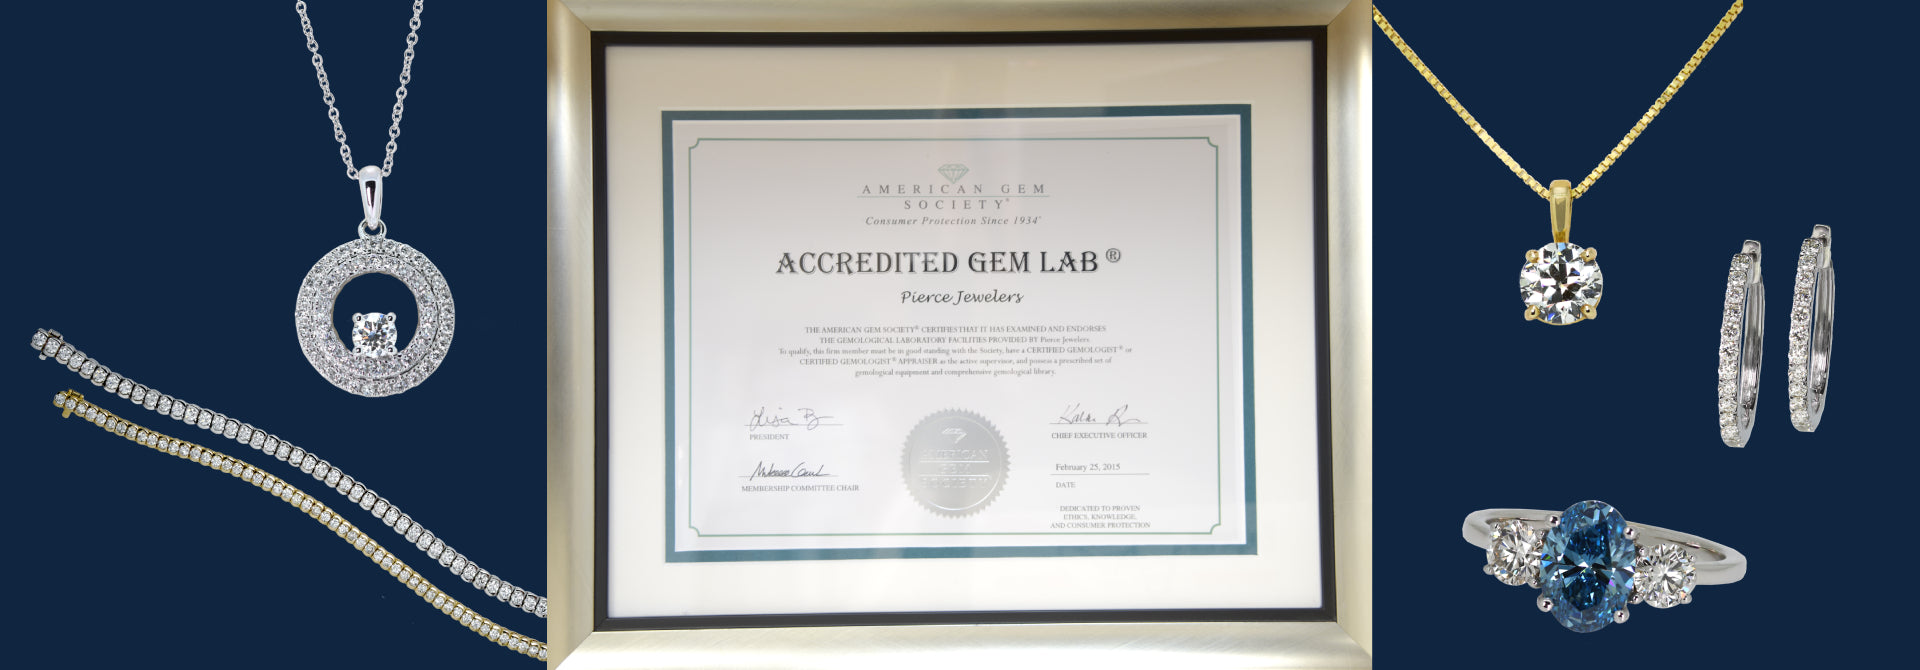 AMERICAN GEM
SOCIETY®
Consumer Protection Since 1934®
ACCREDITED GEM LAB ®
Pierce Jewelers
THE AMERICAN GEM SOCIETY® CERTIFIES THAT IT HAS EXAMINED AND ENDORSES
THE GEMOLOGICAL LABORATORY FACILITIES PROVIDED BY Pierce Jewelers.
To qualify, this firm member must be in good standing with the Society, have a CERTIFIED GEMOLOGIST® or
CERTIFIED GEMOLOGIST® APPRAISER as the active supervisor, and possess a prescribed set of
gemological equipment and comprehensive gemological library.
Lisa B
PRESIDENT
CHIEF EXECUTIVE OFFICER
MEMBERSHIP COMMITTEE CHAIR
AMERICAN
GEM
SOCIETY
February 25, 2015
DATE
DEDICATED TO PROVEN
ETHICS, KNOWLEDGE,
AND CONSUMER PROTECTION